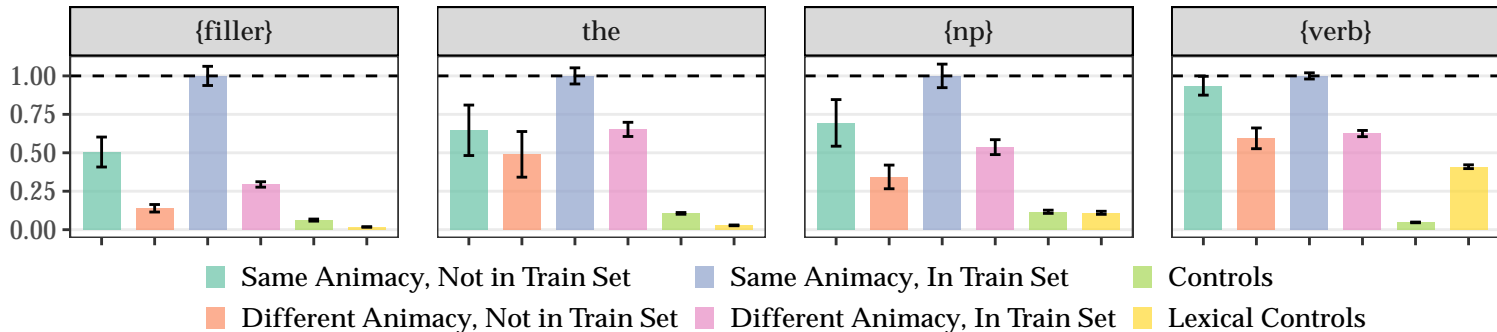 {filler} the {np} {verb}
1.00
0.75
0.50
0.25
0.00
Same Animacy, Not in Train Set Same Animacy, In Train Set Controls
Different Animacy, Not in Train Set Different Animacy, In Train Set Lexical Controls